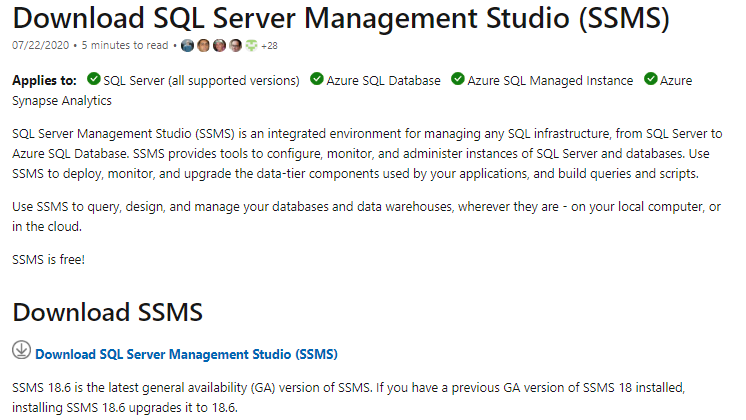 Download SQL Server Management Studio (SSMS)
07/22/2020 • 5 minutes to read • +28
Applies to: SQL Server (all supported versions) Azure SQL Database Azure SQL Managed Instance Azure
Synapse Analytics
SQL Server Management Studio (SSMS) is an integrated environment for managing any SQL infrastructure, from SQL Server to
Azure SQL Database. SSMS provides tools to configure, monitor, and administer instances of SQL Server and databases. Use
SSMS to deploy, monitor, and upgrade the data-tier components used by your applications, and build queries and scripts.
Use SSMS to query, design, and manage your databases and data warehouses, wherever they are - on your local computer, or
in the cloud.
SSMS is free!
Download SSMS
Download SQL Server Management Studio (SSMS)
SSMS 18.6 is the latest general availability (GA) version of SSMS. If you have a previous GA version of SSMS 18 installed,
installing SSMS 18.6 upgrades it to 18.6.